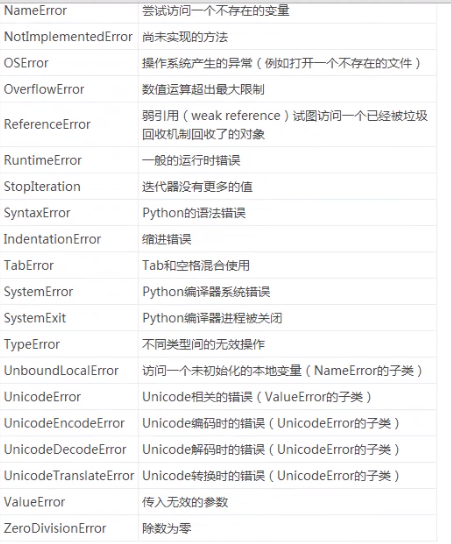 NameError 尝试访问一个不存在的变量
NotImplementedError 尚未实现的方法
OSError 操作系统产生的异常（例如打开一个不存在的文件）
OverflowError 数值运算超出最大限制
ReferenceError 弱引用（weak reference）试图访问一个已经被垃圾
回收机制回收了的对象
RuntimeError 一般的运行时错误
StopIteration 迭代器没有更多的值
SyntaxError Python的语法错误
IndentationError 缩进错误
TabError Tab和空格混合使用
SystemError Python编译器系统错误
SystemExit Python编译器进程被关闭
TypeError 不同类型间的无效操作
UnboundLocalError 访问一个未初始化的本地变量（NameError的子类）
UnicodeError Unicode相关的错误（ValueError的子类）
UnicodeEncodeError Unicode编码时的错误（UnicodeError的子类）
UnicodeDecodeError Unicode解码时的错误（UnicodeError的子类）
UnicodeTranslateError Unicode转换时的错误（UnicodeError的子类）
ValueError 传入无效的参数
ZeroDivisionError 除数为零